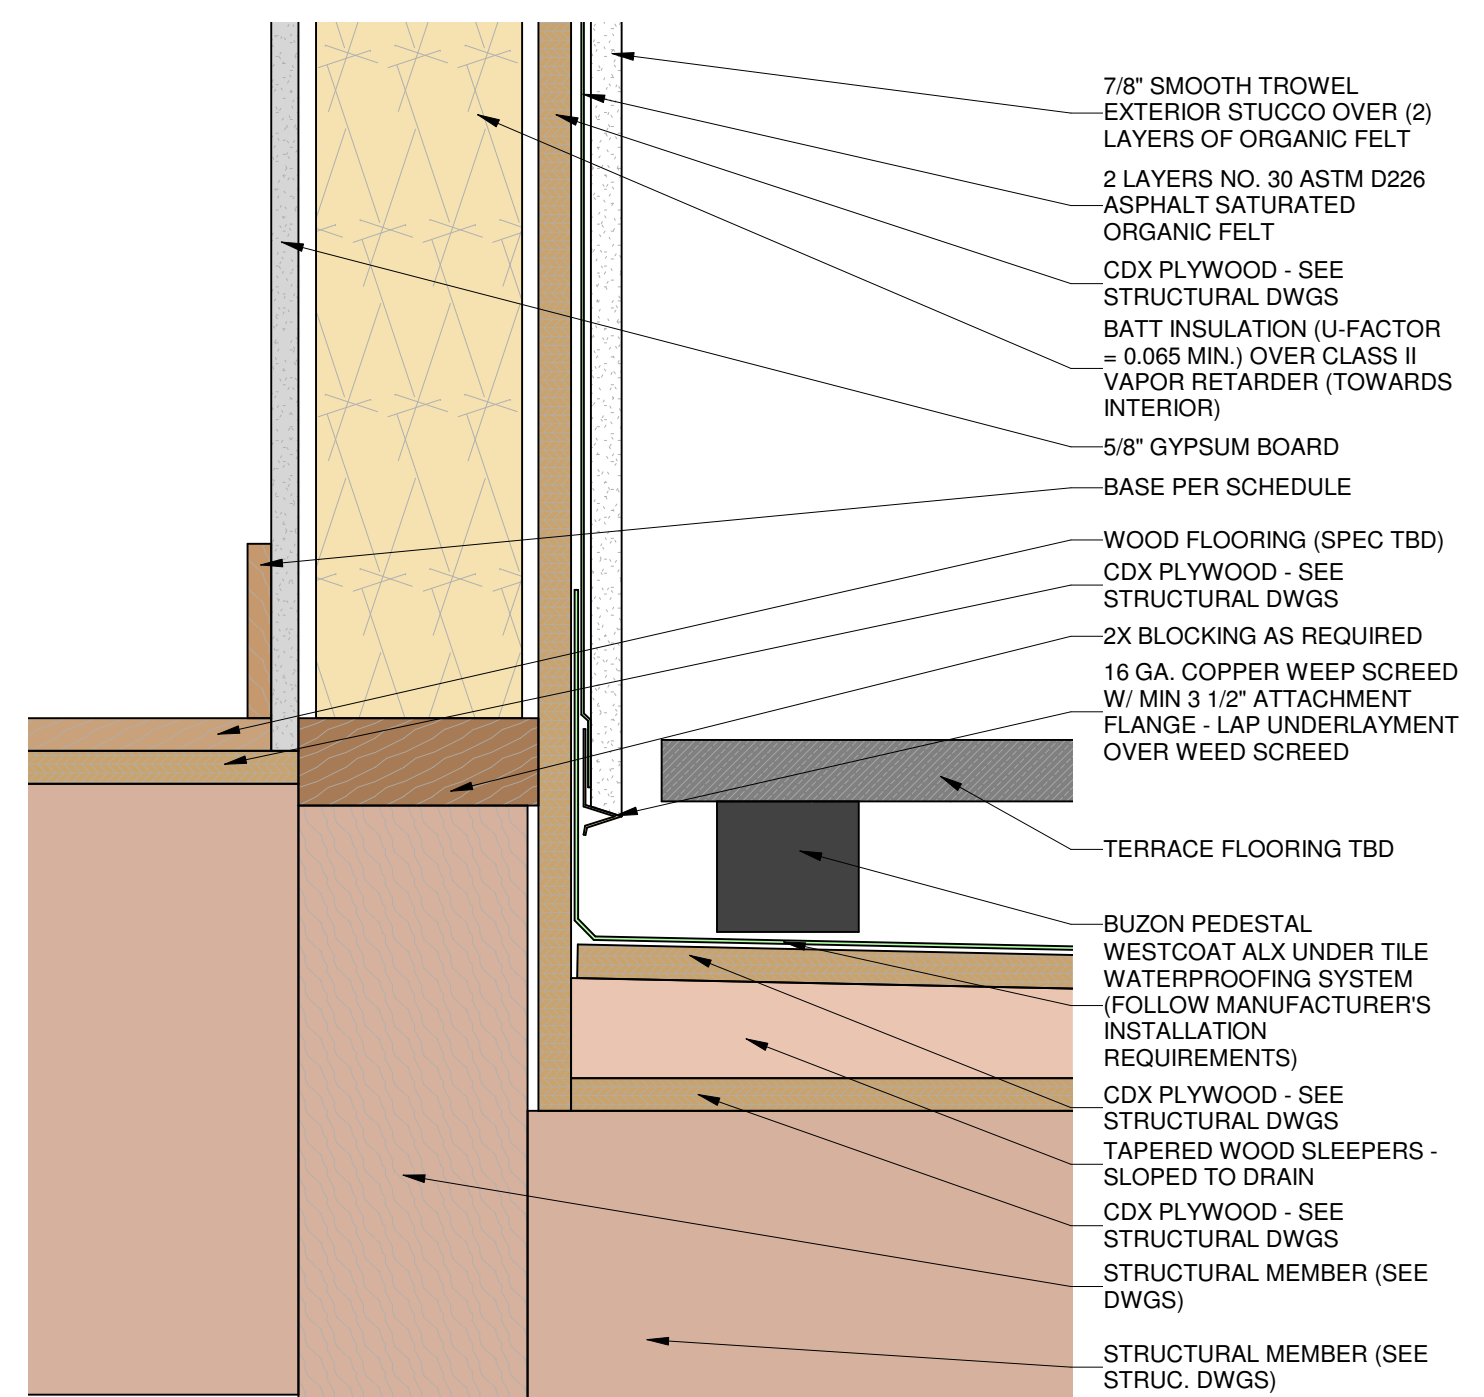 7/8" SMOOTH TROWEL
EXTERIOR STUCCO OVER (2)
LAYERS OF ORGANIC FELT
2 LAYERS NO. 30 ASTM D226
ASPHALT SATURATED
ORGANIC FELT
CDX PLYWOOD - SEE
STRUCTURAL DWGS
BATT INSULATION (U-FACTOR
= 0.065 MIN.) OVER CLASS II
VAPOR RETARDER (TOWARDS
INTERIOR)
5/8" GYPSUM BOARD
BASE PER SCHEDULE
WOOD FLOORING (SPEC TBD)
CDX PLYWOOD - SEE
STRUCTURAL DWGS
2X BLOCKING AS REQUIRED
16 GA. COPPER WEEP SCREED
W/ MIN 3 1/2" ATTACHMENT
FLANGE - LAP UNDERLAYMENT
OVER WEED SCREED
TERRACE FLOORING TBD
BUZON PEDESTAL
WESTCOAT ALX UNDER TILE
WATERPROOFING SYSTEM
(FOLLOW MANUFACTURER'S
INSTALLATION
REQUIREMENTS)
CDX PLYWOOD - SEE
STRUCTURAL DWGS
TAPERED WOOD SLEEPERS -
SLOPED TO DRAIN
CDX PLYWOOD - SEE
STRUCTURAL DWGS
STRUCTURAL MEMBER (SEE
DWGS)
STRUCTURAL MEMBER (SEE
STRUC. DWGS)